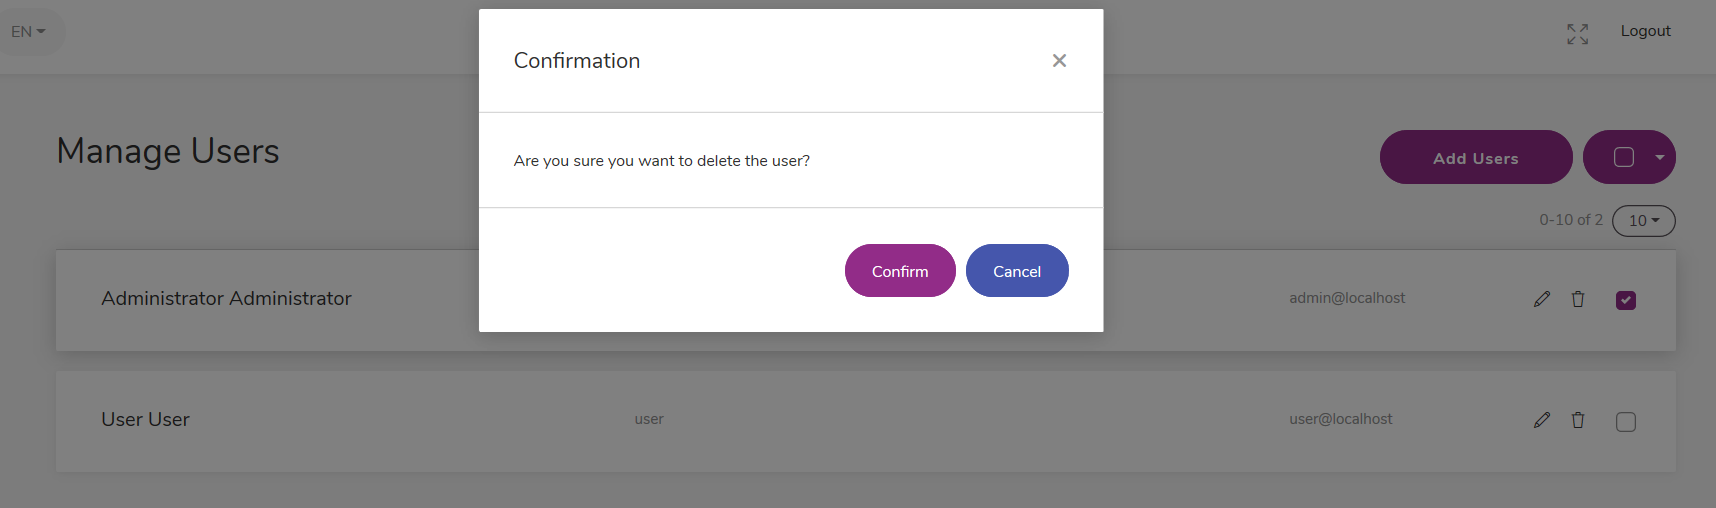 EN
Logout
Confirmation
Are you sure you want to delete the user?
Confirm Cancel
Manage Users
Add Users
0-10 of 2 10
Administrator Administrator admin@localhost
User User user user@localhost